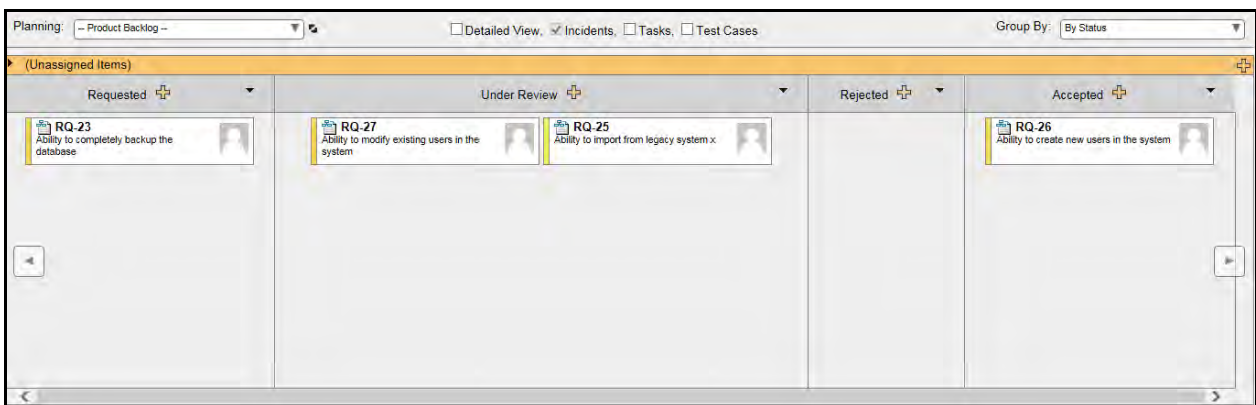 Planning: -- Product Backlog -- Detailed View, Incidents, Tasks, Test Cases Group By: By Status
(Unassigned Items)
Requested Under Review Rejected Accepted
RQ-23 RQ-27 RQ-25 RQ-26
Ability to completely backup the Ability to modify existing users in the Ability to import from legacy system x Ability to create new users in the system
database system